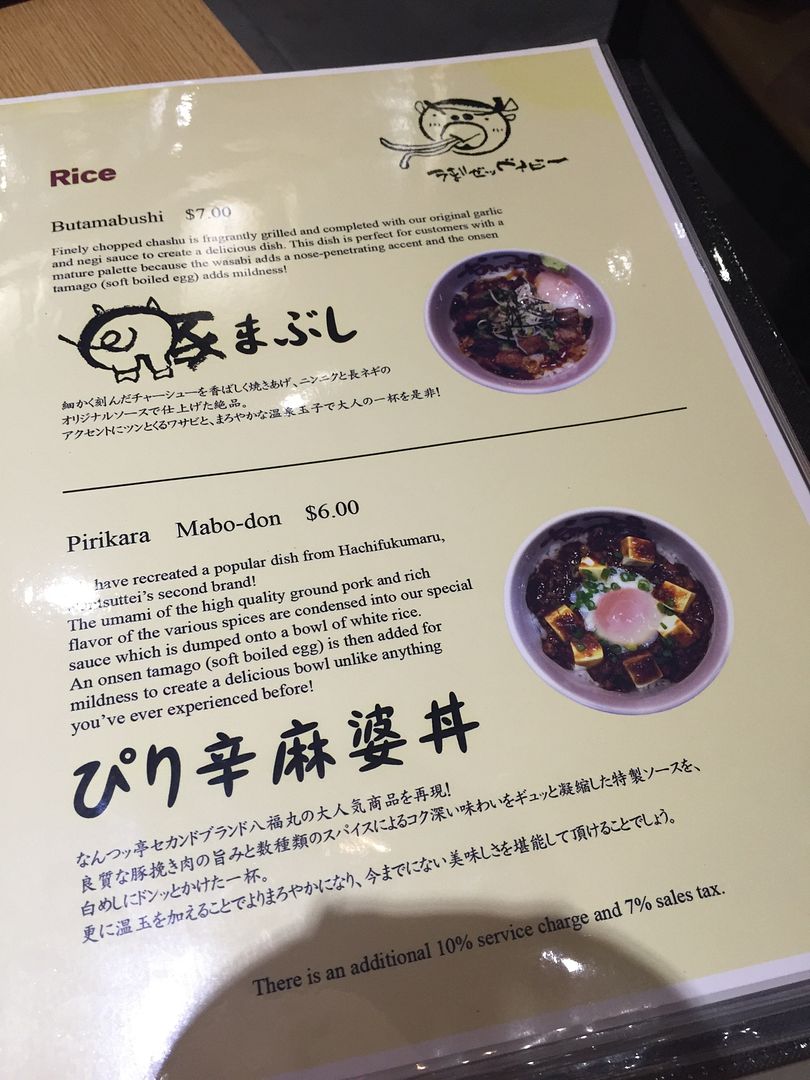 Rice
Butamabushi $7.00
Finely chopped chashu is fragrantly grilled and completed with our original garlic
and negi sauce to create a delicious dish. This dish is perfect for customers with a
mature palette because the wasabi adds a nose-penetrating accent and the onsen
tamago (soft boiled egg) adds mildness!
豚まぶし
細かく刻んだチャーシューを香ばしく焼きあげ、ニンニクと長ネギの
オリジナルソースで仕上げた絶品。
アクセントにツンとくるワサビと、まろやかな温泉玉子で大人の一杯を是非!
Pirikara Mabo-don $6.00
have recreated a popular dish from Hachifukumaru,
second brand!
The umami of the high quality ground pork and rich
flavor of the various spices are condensed into our special
sauce which is dumped onto a bowl of white rice.
An onsen tamago (soft boiled egg) is then added for
mildness to create a delicious bowl unlike anything
you've ever experienced before!
ぴり辛麻婆丼
なんつッ亭セカンドブランド八福丸の大人気商品を再現!
良質な豚挽き肉の旨みと数種類のスパイスによるコク深い味わいをギュッと凝縮した特製ソースを、
白めしにドンッとかけた一杯。
更に温玉を加えることでよりまろやかになり、今までにない美味しさを堪能して頂けることでしょう。
There is an additional 10% service charge and 7% sales tax.